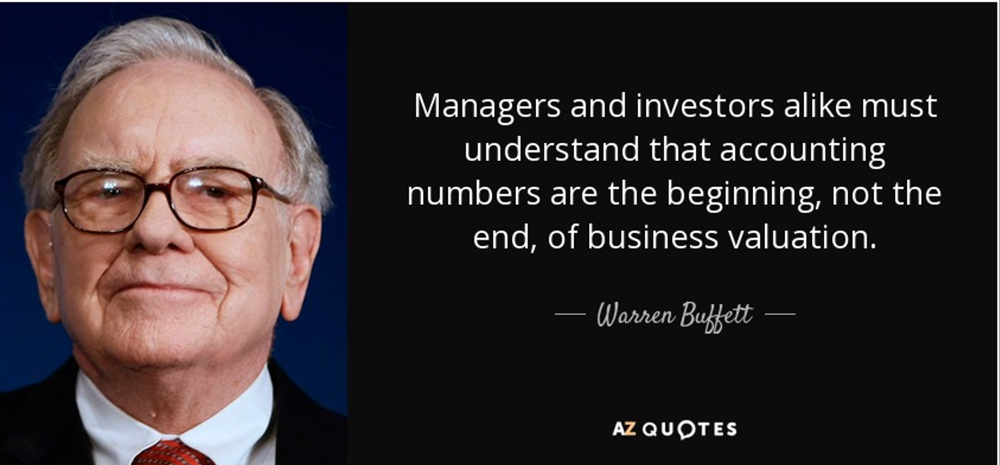 Managers and investors alike must
understand that accounting
numbers are the beginning, not the
end, of business valuation.
Warren Buffett
AZ QUOTES